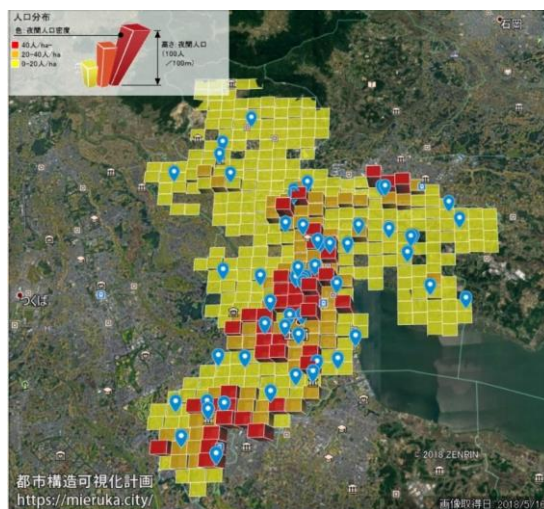 人口分布
色:夜間人口密度
40人/ha-
20-40人/ha
0-20人/ha
高さ:夜間人口
(100人
/100m)
石岡
つくば
© 2018 ZENRIN
都市構造可視化計画
https://mieruka.city/
画像取得日:2018/5/16